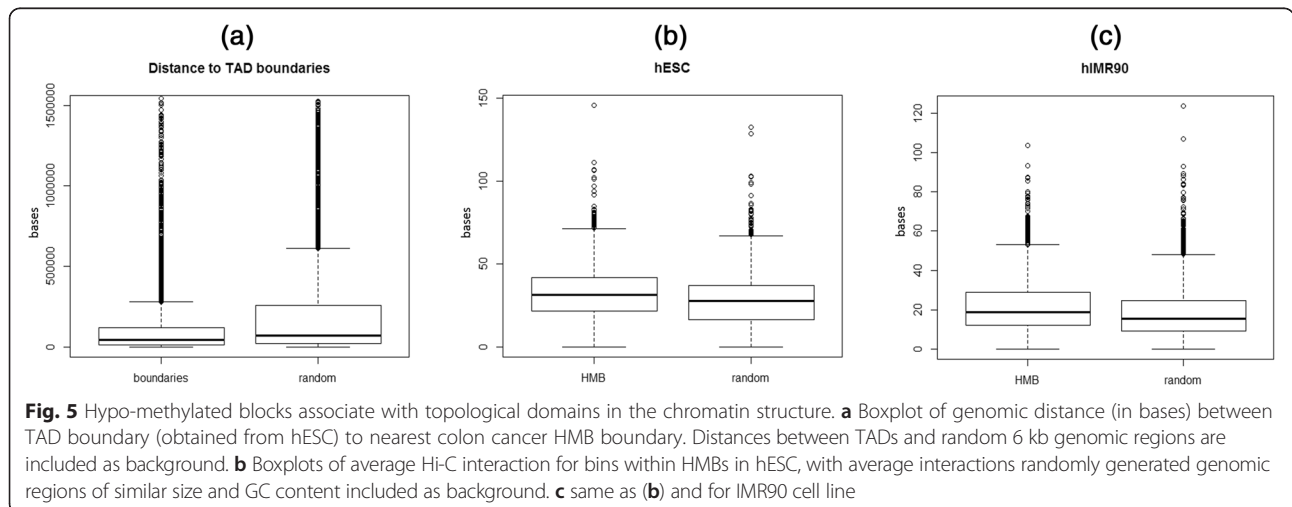 (a)
(b)
(c)
Distance to TAD boundaries
hESC
hIMR90
bases
0
500000
1000000
1500000
boundaries
random
bases
0
50
100
150
HMB
random
bases
0
20
40
60
80
100
120
HMB
random
Fig. 5 Hypo-methylated blocks associate with topological domains in the chromatin structure. a Boxplot of genomic distance (in bases) between
TAD boundary (obtained from hESC) to nearest colon cancer HMB boundary. Distances between TADs and random 6 kb genomic regions are
included as background. b Boxplots of average Hi-C interaction for bins within HMBs in hESC, with average interactions randomly generated genomic
regions of similar size and GC content included as background. c same as (b) and for IMR90 cell line